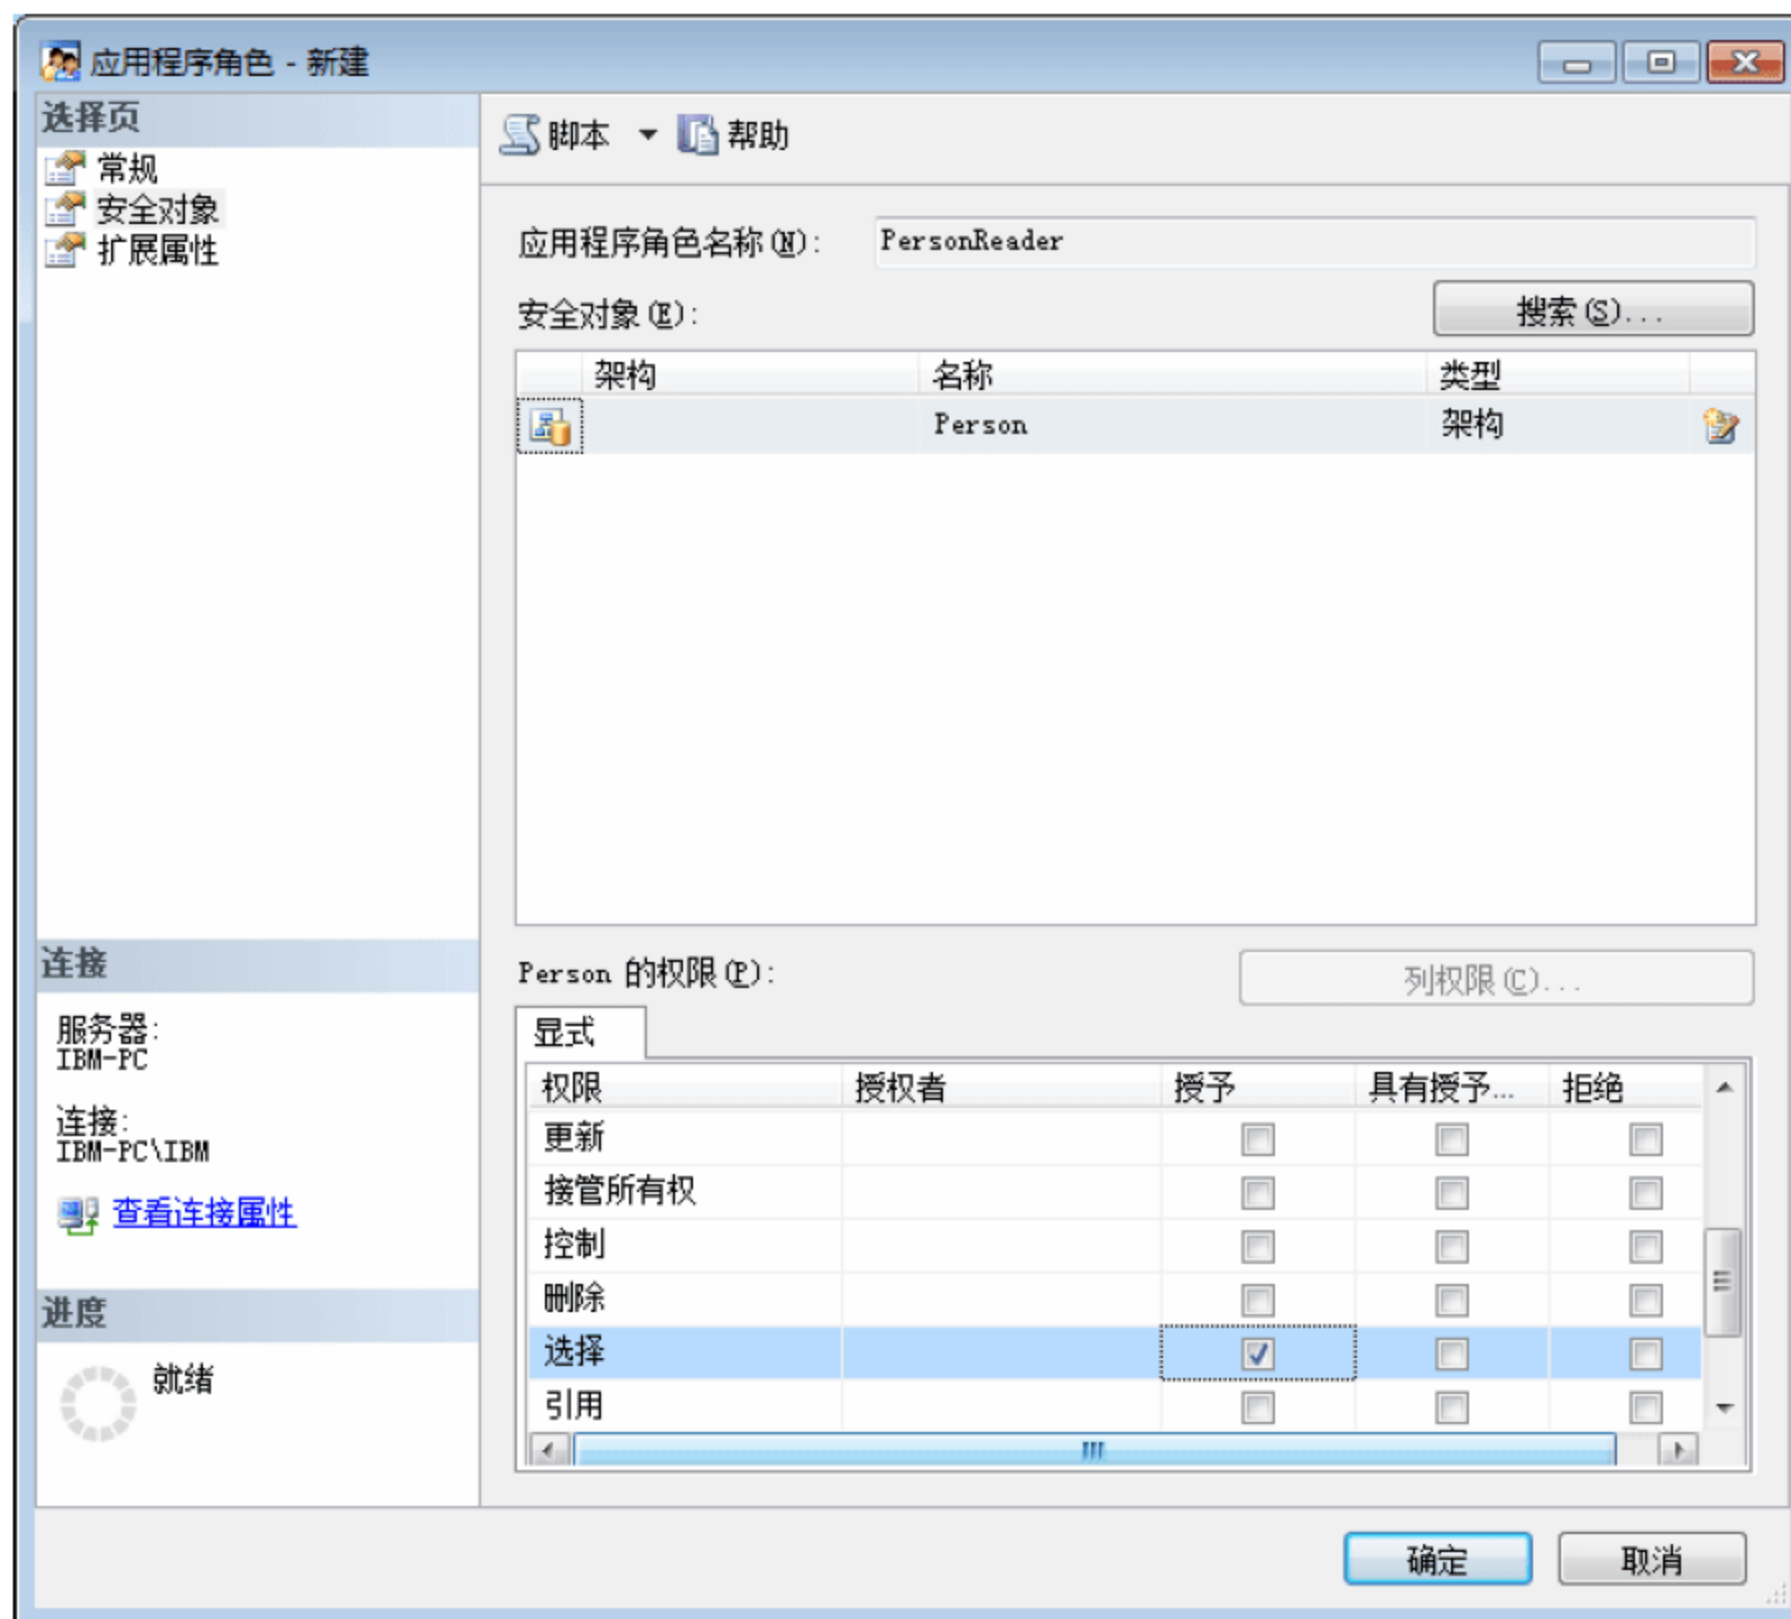 应用程序角色 - 新建
选择页
常规
安全对象
扩展属性
脚本 帮助
应用程序角色名称(N): PersonReader
安全对象(E):
搜索(S)...
架构 名称 类型
Person 架构
Person 的权限(P):
列权限(C)...
显式
权限 授权者 授予 具有授予... 拒绝
更新
接管所有权
控制
删除
选择
引用
连接
服务器:
IBM-PC
连接:
IBM-PC\IBM
查看连接属性
进度
就绪
确定 取消